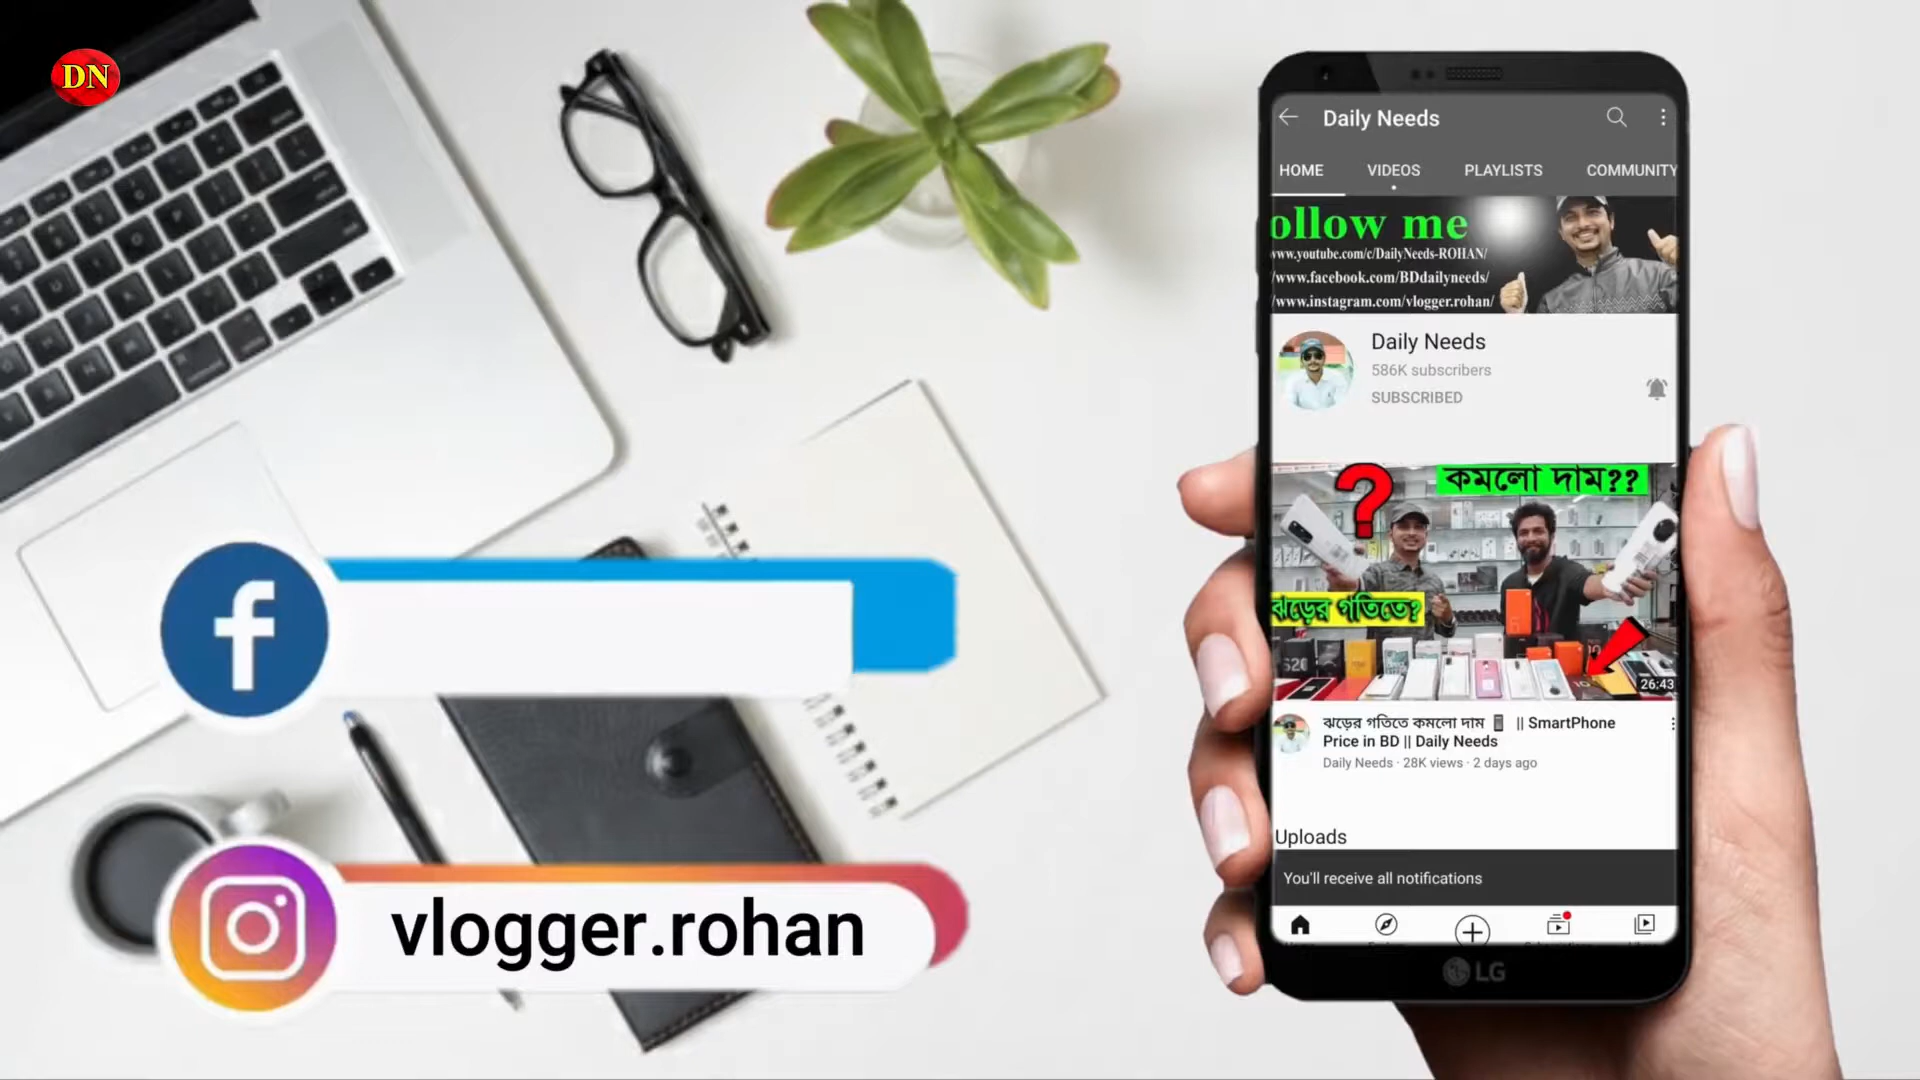 DN
Daily Needs
HOME VIDEOS PLAYLISTS COMMUNITY
ollow me
www.youtube.com/c/DailyNeeds-ROHAN/
/www.facebook.com/BDdailyneeds/
/www.instagram.com/vlogger.rohan/
Daily Needs
586K subscribers
SUBSCRIBED
কমলো দাম??
?
ঝড়ের গতিতে?
S20
26:43
ঝড়ের গতিতে কমলো দাম || SmartPhone
Price in BD || Daily Needs
Daily Needs · 28K views · 2 days ago
Uploads
You'll receive all notifications
LG
vlogger.rohan